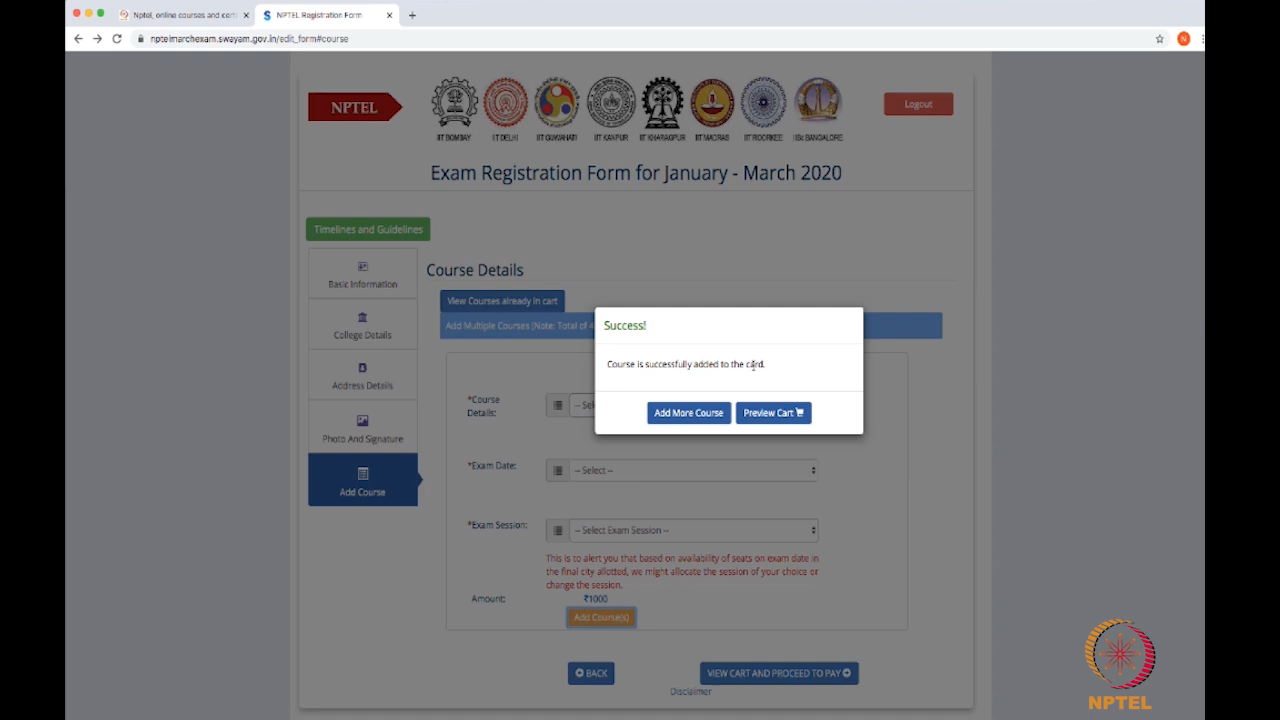 Nptel, online courses and cert
NPTEL Registration Form
nptelmarchexam.swayam.gov.in/edit_form#course
N
NPTEL
IIT BOMBAY
IIT DELHI
IIT GUWAHATI
IIT KANPUR
IIT KHARAGPUR
IIT MADRAS
IIT ROORKEE
IISc BANGALORE
Logout
Exam Registration Form for January - March 2020
Timelines and Guidelines
Basic Information
College Details
Address Details
Photo And Signature
Add Course
Course Details
View Courses already in cart
Add Multiple Courses (Note: Total of 4
Success!
Course is successfully added to the card.
Add More Course
Preview Cart
*Course
Details:
-- Sel
*Exam Date:
-- Select --
*Exam Session:
-- Select Exam Session --
This is to alert you that based on availability of seats on exam date in
the final city allotted, we might allocate the session of your choice or
change the session.
Amount:
₹1000
Add Course(s)
BACK
VIEW CART AND PROCEED TO PAY
Disclaimer
NPTEL